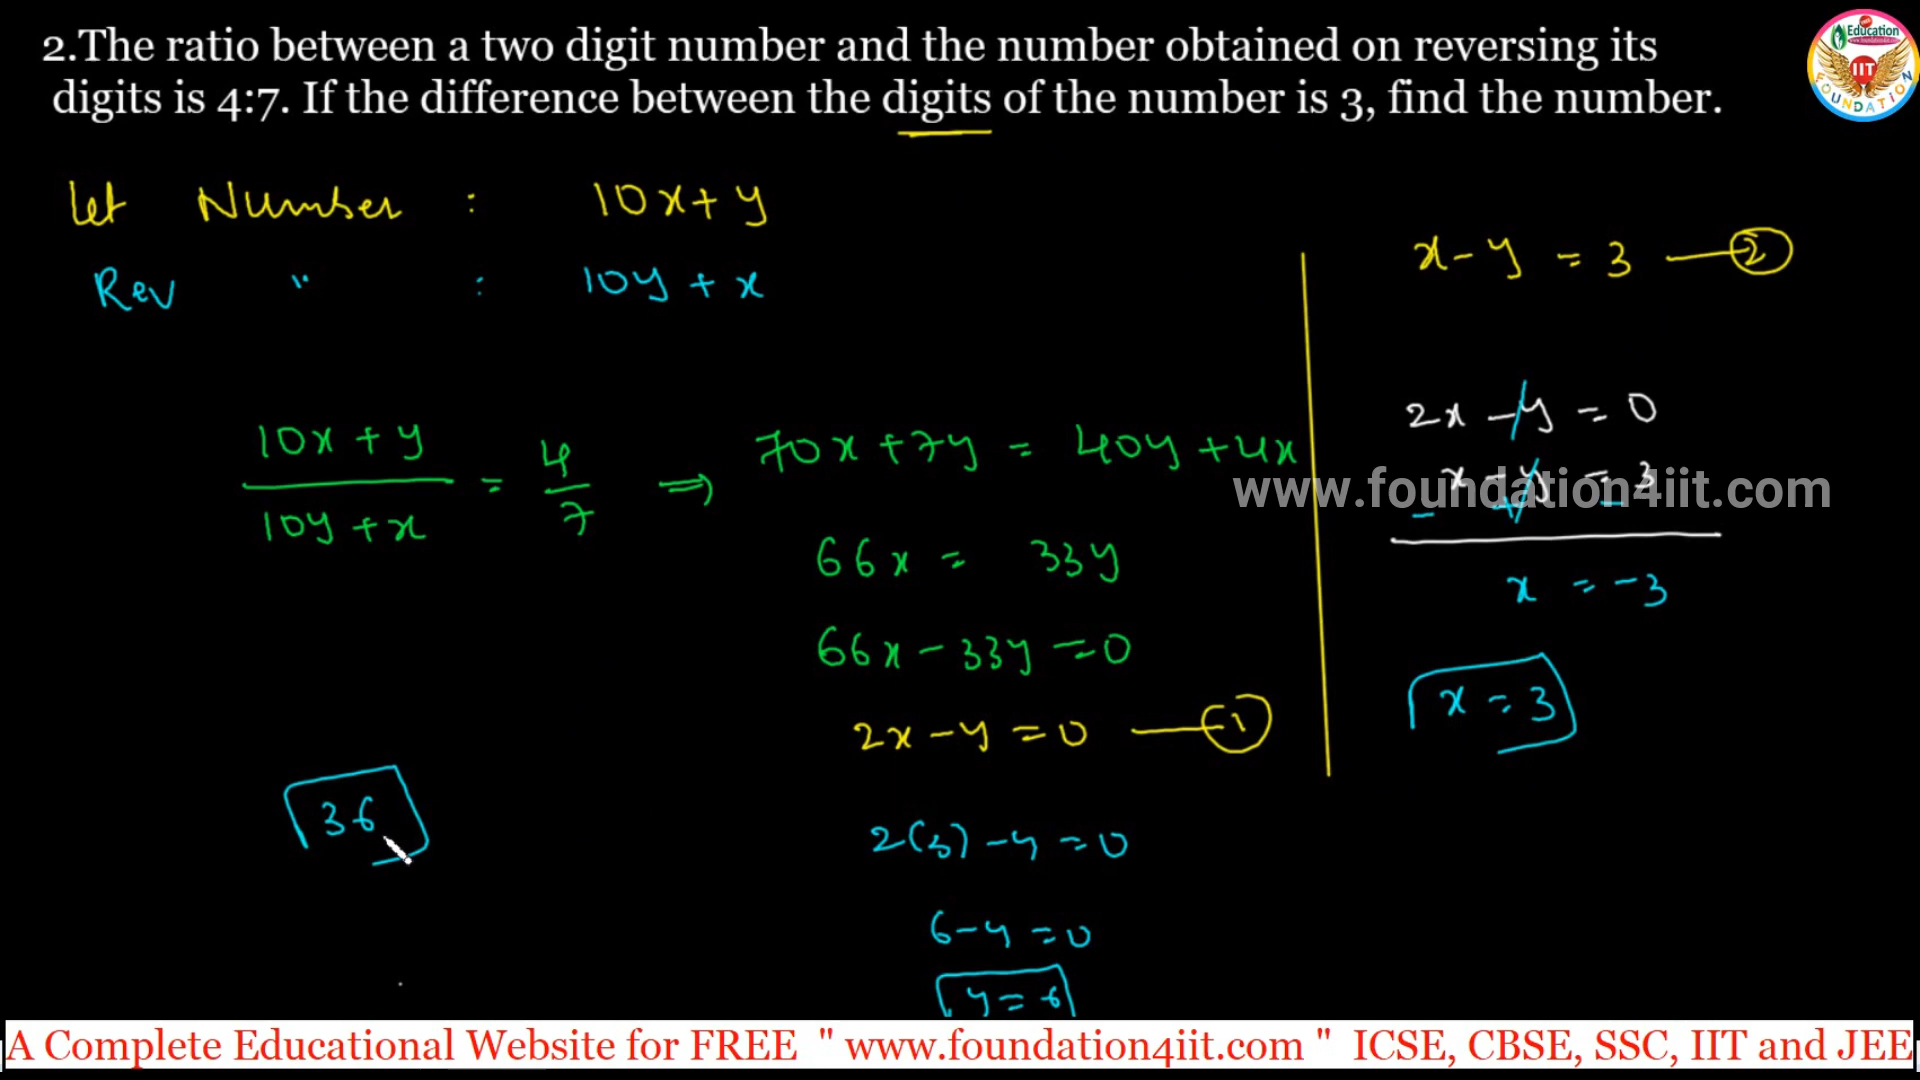 2.The ratio between a two digit number and the number obtained on reversing its
digits is 4:7. If the difference between the digits of the number is 3, find the number.
Education
IIT
FOUNDATION
Let Number : 10x + y
Rev " : 10y + x
10x + y / 10y + x = 4/7 ⇒ 70x + 7y = 40y + 4x
66x = 33y
66x - 33y = 0
2x - y = 0 — ①
2(3) - y = 0
6 - y = 0
y = 6
36
x - y = 3 — ②
2x - y = 0
x - y = 3
- + -
x = -3
x = 3
www.foundation4iit.com
A Complete Educational Website for FREE " www.foundation4iit.com " ICSE, CBSE, SSC, IIT and JEE